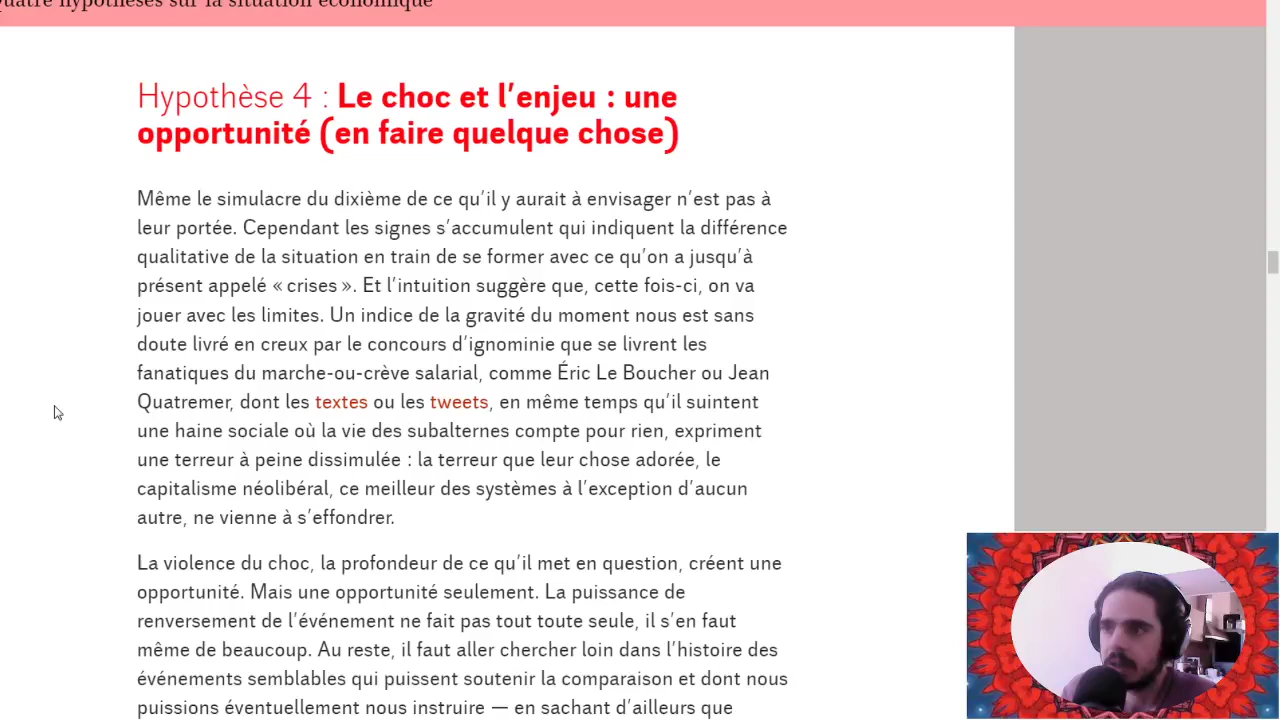 Quatre hypothèses sur la situation économique
Hypothèse 4 : Le choc et l’enjeu : une
opportunité (en faire quelque chose)
Même le simulacre du dixième de ce qu’il y aurait à envisager n’est pas à
leur portée. Cependant les signes s’accumulent qui indiquent la différence
qualitative de la situation en train de se former avec ce qu’on a jusqu’à
présent appelé « crises ». Et l’intuition suggère que, cette fois-ci, on va
jouer avec les limites. Un indice de la gravité du moment nous est sans
doute livré en creux par le concours d’ignominie que se livrent les
fanatiques du marche-ou-crève salarial, comme Éric Le Boucher ou Jean
Quatremer, dont les textes ou les tweets, en même temps qu’il suintent
une haine sociale où la vie des subalternes compte pour rien, expriment
une terreur à peine dissimulée : la terreur que leur chose adorée, le
capitalisme néolibéral, ce meilleur des systèmes à l’exception d’aucun
autre, ne vienne à s’effondrer.
La violence du choc, la profondeur de ce qu’il met en question, créent une
opportunité. Mais une opportunité seulement. La puissance de
renversement de l’événement ne fait pas tout toute seule, il s’en faut
même de beaucoup. Au reste, il faut aller chercher loin dans l’histoire des
événements semblables qui puissent soutenir la comparaison et dont nous
puissions éventuellement nous instruire — en sachant d’ailleurs que